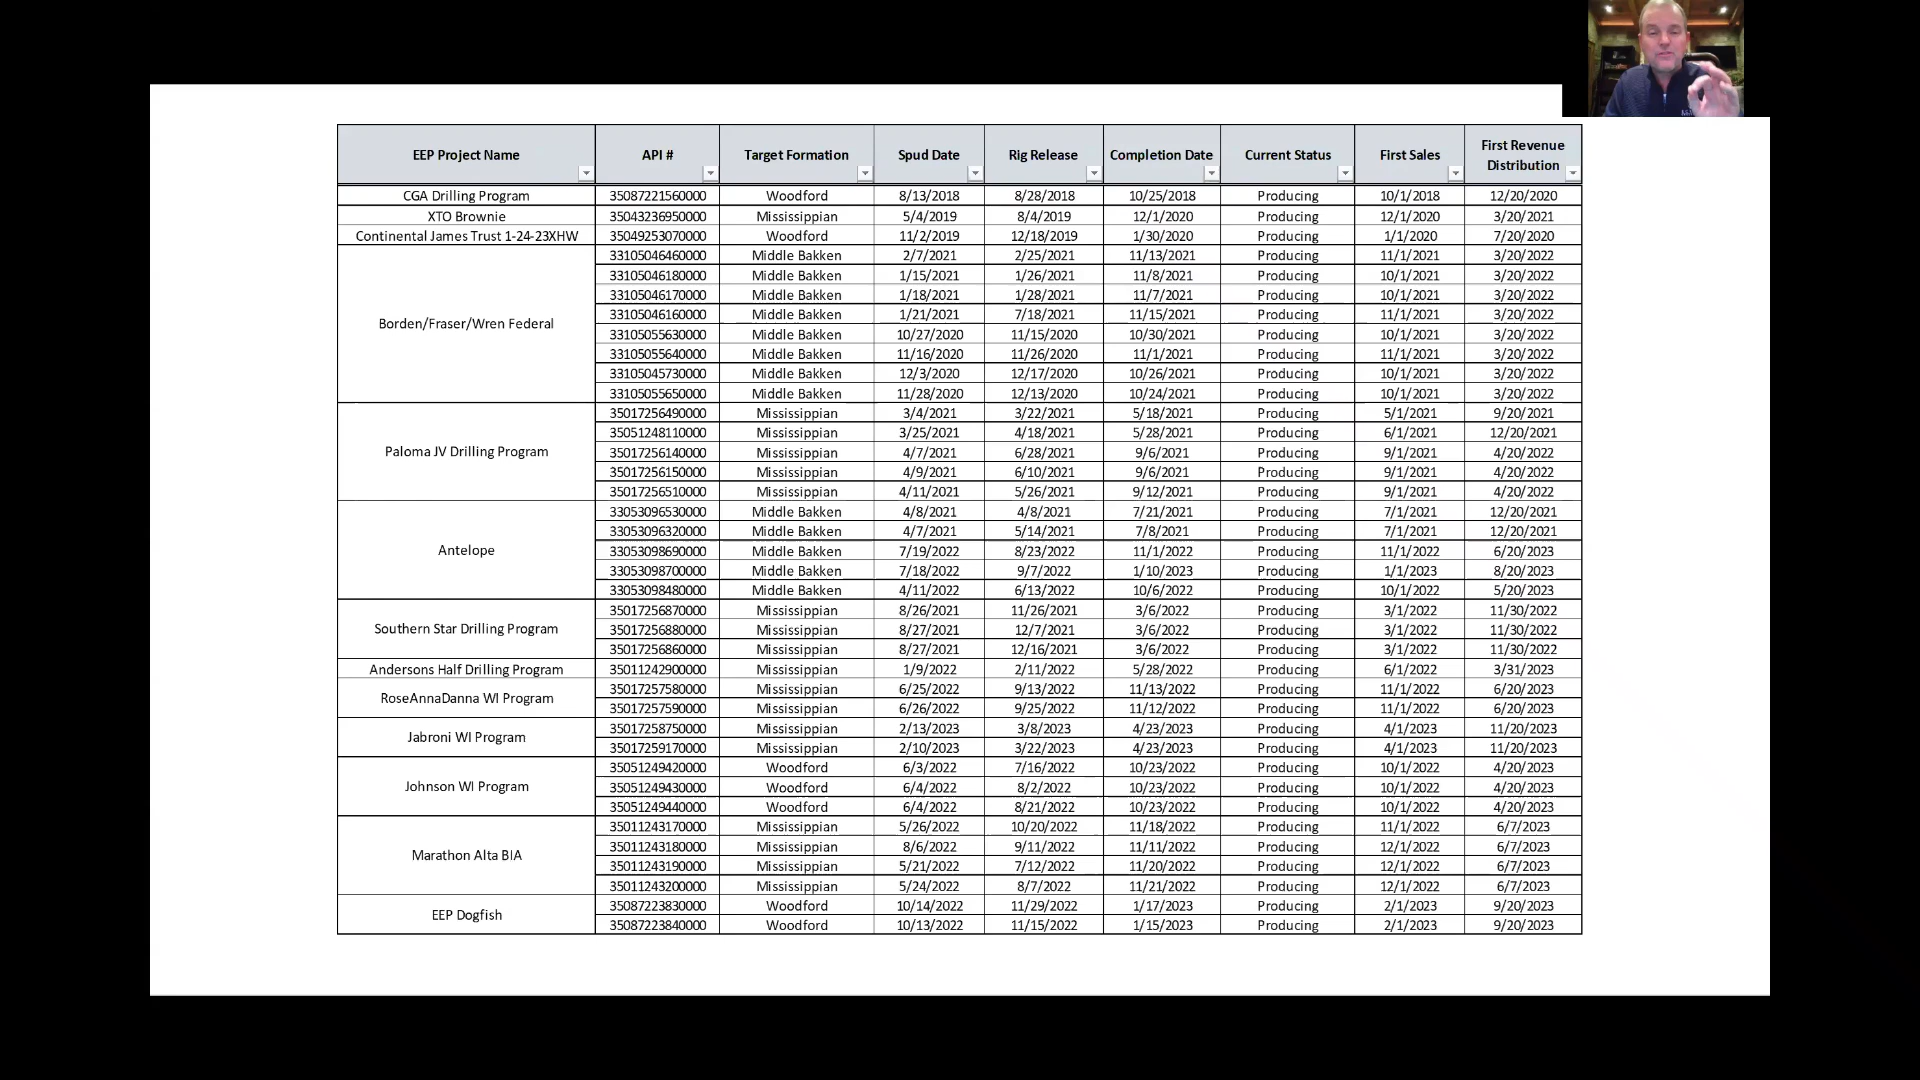 EEP Project Name API # Target Formation Spud Date Rig Release Completion Date Current Status First Sales First Revenue Distribution
CGA Drilling Program 35087221560000 Woodford 8/13/2018 8/28/2018 10/25/2018 Producing 10/1/2018 12/20/2020
XTO Brownie 35043236950000 Mississippian 5/4/2019 8/4/2019 12/1/2020 Producing 12/1/2020 3/20/2021
Continental James Trust 1-24-23XHW 35049253070000 Woodford 11/2/2019 12/18/2019 1/30/2020 Producing 1/1/2020 7/20/2020
Borden/Fraser/Wren Federal
33105046460000 Middle Bakken 2/7/2021 2/25/2021 11/13/2021 Producing 11/1/2021 3/20/2022
33105046180000 Middle Bakken 1/15/2021 1/26/2021 11/8/2021 Producing 10/1/2021 3/20/2022
33105046170000 Middle Bakken 1/18/2021 1/28/2021 11/7/2021 Producing 10/1/2021 3/20/2022
33105046160000 Middle Bakken 1/21/2021 7/18/2021 11/15/2021 Producing 11/1/2021 3/20/2022
33105055630000 Middle Bakken 10/27/2020 11/15/2020 10/30/2021 Producing 10/1/2021 3/20/2022
33105055640000 Middle Bakken 11/16/2020 11/26/2020 11/1/2021 Producing 11/1/2021 3/20/2022
33105045730000 Middle Bakken 12/3/2020 12/17/2020 10/26/2021 Producing 10/1/2021 3/20/2022
33105055650000 Middle Bakken 11/28/2020 12/13/2020 10/24/2021 Producing 10/1/2021 3/20/2022
Paloma JV Drilling Program
35017256490000 Mississippian 3/4/2021 3/22/2021 5/18/2021 Producing 5/1/2021 9/20/2021
35051248110000 Mississippian 3/25/2021 4/18/2021 5/28/2021 Producing 6/1/2021 12/20/2021
35017256140000 Mississippian 4/7/2021 6/28/2021 9/6/2021 Producing 9/1/2021 4/20/2022
35017256150000 Mississippian 4/9/2021 6/10/2021 9/6/2021 Producing 9/1/2021 4/20/2022
35017256510000 Mississippian 4/11/2021 5/26/2021 9/12/2021 Producing 9/1/2021 4/20/2022
Antelope
33053096530000 Middle Bakken 4/8/2021 4/8/2021 7/21/2021 Producing 7/1/2021 12/20/2021
33053096320000 Middle Bakken 4/7/2021 5/14/2021 7/8/2021 Producing 7/1/2021 12/20/2021
33053098690000 Middle Bakken 7/19/2022 8/23/2022 11/1/2022 Producing 11/1/2022 6/20/2023
33053098700000 Middle Bakken 7/18/2022 9/7/2022 1/10/2023 Producing 1/1/2023 8/20/2023
33053098480000 Middle Bakken 4/11/2022 6/13/2022 10/6/2022 Producing 10/1/2022 5/20/2023
Southern Star Drilling Program
35017256870000 Mississippian 8/26/2021 11/26/2021 3/6/2022 Producing 3/1/2022 11/30/2022
35017256880000 Mississippian 8/27/2021 12/7/2021 3/6/2022 Producing 3/1/2022 11/30/2022
35017256860000 Mississippian 8/27/2021 12/16/2021 3/6/2022 Producing 3/1/2022 11/30/2022
Andersons Half Drilling Program 35011242900000 Mississippian 1/9/2022 2/11/2022 5/28/2022 Producing 6/1/2022 3/31/2023
RoseAnnaDanna WI Program
35017257580000 Mississippian 6/25/2022 9/13/2022 11/13/2022 Producing 11/1/2022 6/20/2023
35017257590000 Mississippian 6/26/2022 9/25/2022 11/12/2022 Producing 11/1/2022 6/20/2023
Jabroni WI Program
35017258750000 Mississippian 2/13/2023 3/8/2023 4/23/2023 Producing 4/1/2023 11/20/2023
35017259170000 Mississippian 2/10/2023 3/22/2023 4/23/2023 Producing 4/1/2023 11/20/2023
Johnson WI Program
35051249420000 Woodford 6/3/2022 7/16/2022 10/23/2022 Producing 10/1/2022 4/20/2023
35051249430000 Woodford 6/4/2022 8/2/2022 10/23/2022 Producing 10/1/2022 4/20/2023
35051249440000 Woodford 6/4/2022 8/21/2022 10/23/2022 Producing 10/1/2022 4/20/2023
Marathon Alta BIA
35011243170000 Mississippian 5/26/2022 10/20/2022 11/18/2022 Producing 11/1/2022 6/7/2023
35011243180000 Mississippian 8/6/2022 9/11/2022 11/11/2022 Producing 12/1/2022 6/7/2023
35011243190000 Mississippian 5/21/2022 7/12/2022 11/20/2022 Producing 12/1/2022 6/7/2023
35011243200000 Mississippian 5/24/2022 8/7/2022 11/21/2022 Producing 12/1/2022 6/7/2023
EEP Dogfish
35087223830000 Woodford 10/14/2022 11/29/2022 1/17/2023 Producing 2/1/2023 9/20/2023
35087223840000 Woodford 10/13/2022 11/15/2022 1/15/2023 Producing 2/1/2023 9/20/2023